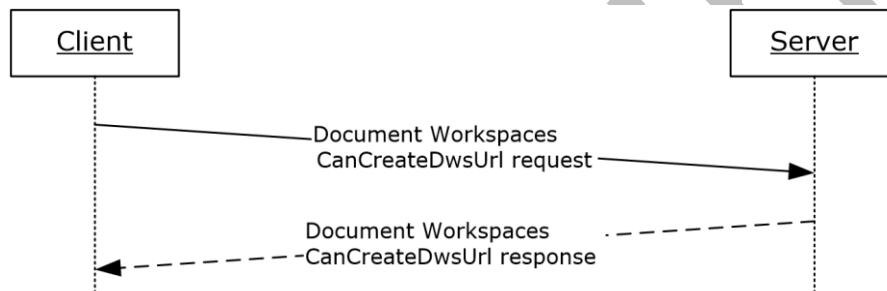 Client
Server
Document Workspaces
CanCreateDwsUrl request
Document Workspaces
CanCreateDwsUrl response